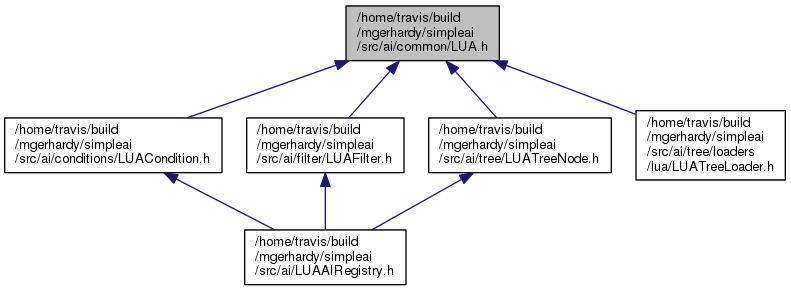 /home/travis/build
/mgerhardy/simpleai
/src/ai/common/LUA.h
/home/travis/build
/mgerhardy/simpleai
/src/ai/conditions/LUACondition.h
/home/travis/build
/mgerhardy/simpleai
/src/ai/filter/LUAFilter.h
/home/travis/build
/mgerhardy/simpleai
/src/ai/tree/LUATreeNode.h
/home/travis/build
/mgerhardy/simpleai
/src/ai/tree/loaders
/lua/LUATreeLoader.h
/home/travis/build
/mgerhardy/simpleai
/src/ai/LUAAIRegistry.h